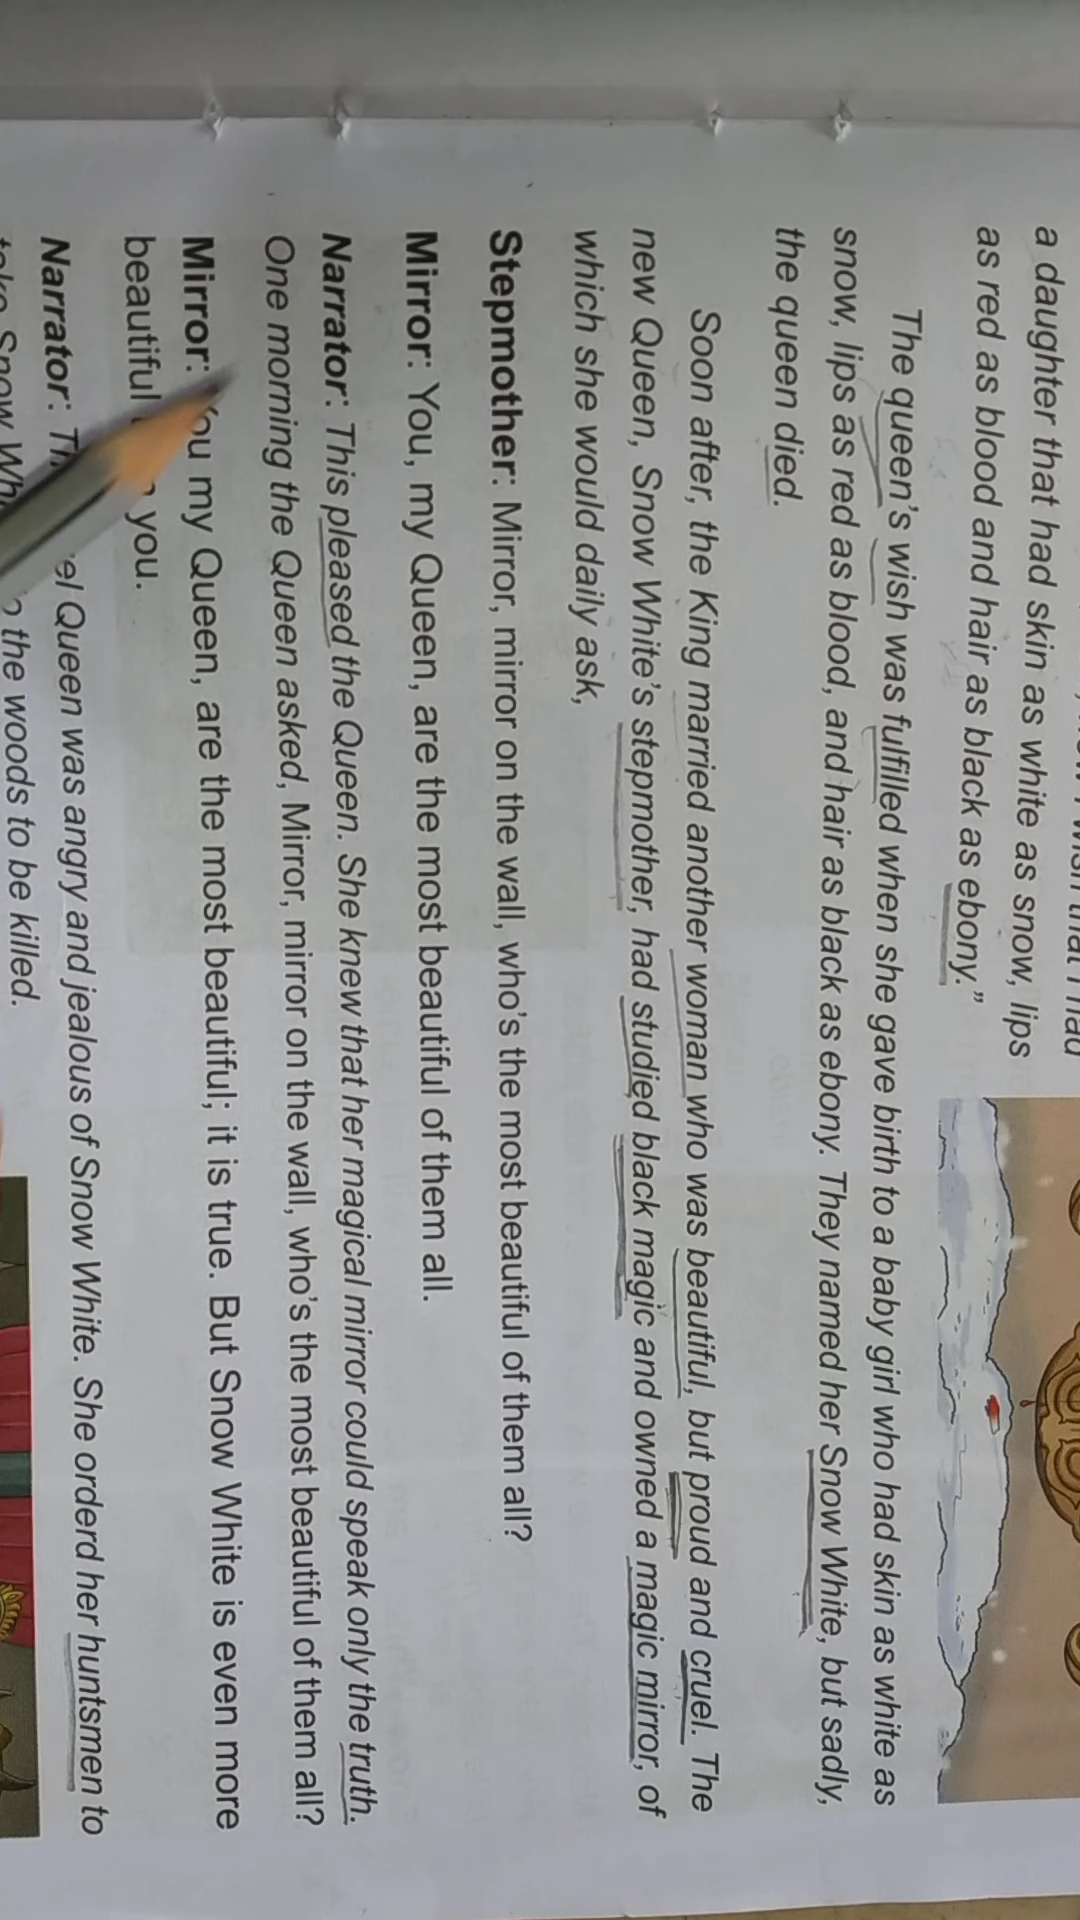 a daughter that had skin as white as snow, lips
as red as blood and hair as black as ebony.”
The queen’s wish was fulfilled when she gave birth to a baby girl who had skin as white as
snow, lips as red as blood, and hair as black as ebony. They named her Snow White, but sadly,
the queen died.
Soon after, the King married another woman who was beautiful, but proud and cruel. The
new Queen, Snow White’s stepmother, had studied black magic and owned a magic mirror, of
which she would daily ask,
Stepmother: Mirror, mirror on the wall, who’s the most beautiful of them all?
Mirror: You, my Queen, are the most beautiful of them all.
Narrator: This pleased the Queen. She knew that her magical mirror could speak only the truth.
One morning the Queen asked, Mirror, mirror on the wall, who’s the most beautiful of them all?
Mirror: You my Queen, are the most beautiful; it is true. But Snow White is even more
beautiful you.
Narrator: Queen was angry and jealous of Snow White. She orderd her huntsmen to
the woods to be killed.